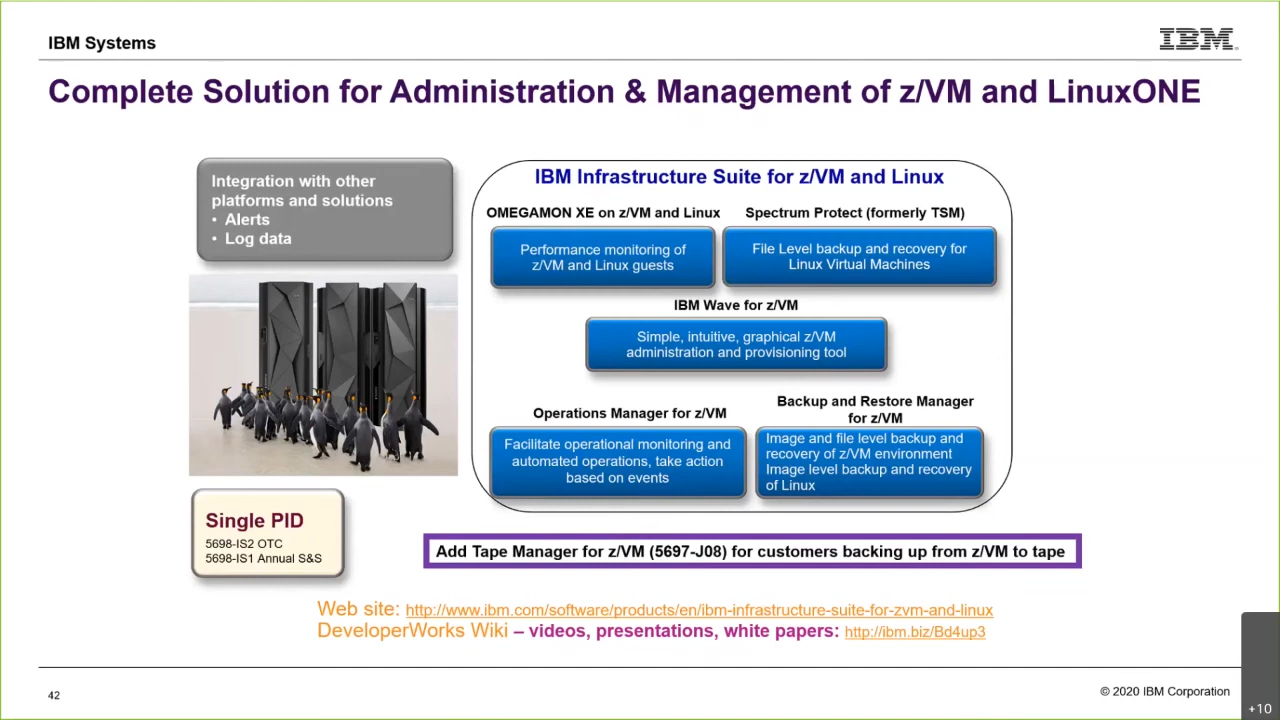 IBM Systems
IBM
Complete Solution for Administration & Management of z/VM and LinuxONE
Integration with other
platforms and solutions
• Alerts
• Log data
IBM Infrastructure Suite for z/VM and Linux
OMEGAMON XE on z/VM and Linux
Performance monitoring of
z/VM and Linux guests
Spectrum Protect (formerly TSM)
File Level backup and recovery for
Linux Virtual Machines
IBM Wave for z/VM
Simple, intuitive, graphical z/VM
administration and provisioning tool
Operations Manager for z/VM
Facilitate operational monitoring and
automated operations, take action
based on events
Backup and Restore Manager
for z/VM
Image and file level backup and
recovery of z/VM environment
Image level backup and recovery
of Linux
Single PID
5698-IS2 OTC
5698-IS1 Annual S&S
Add Tape Manager for z/VM (5697-J08) for customers backing up from z/VM to tape
Web site: http://www.ibm.com/software/products/en/ibm-infrastructure-suite-for-zvm-and-linux
DeveloperWorks Wiki – videos, presentations, white papers: http://ibm.biz/Bd4up3
42
© 2020 IBM Corporation
+10